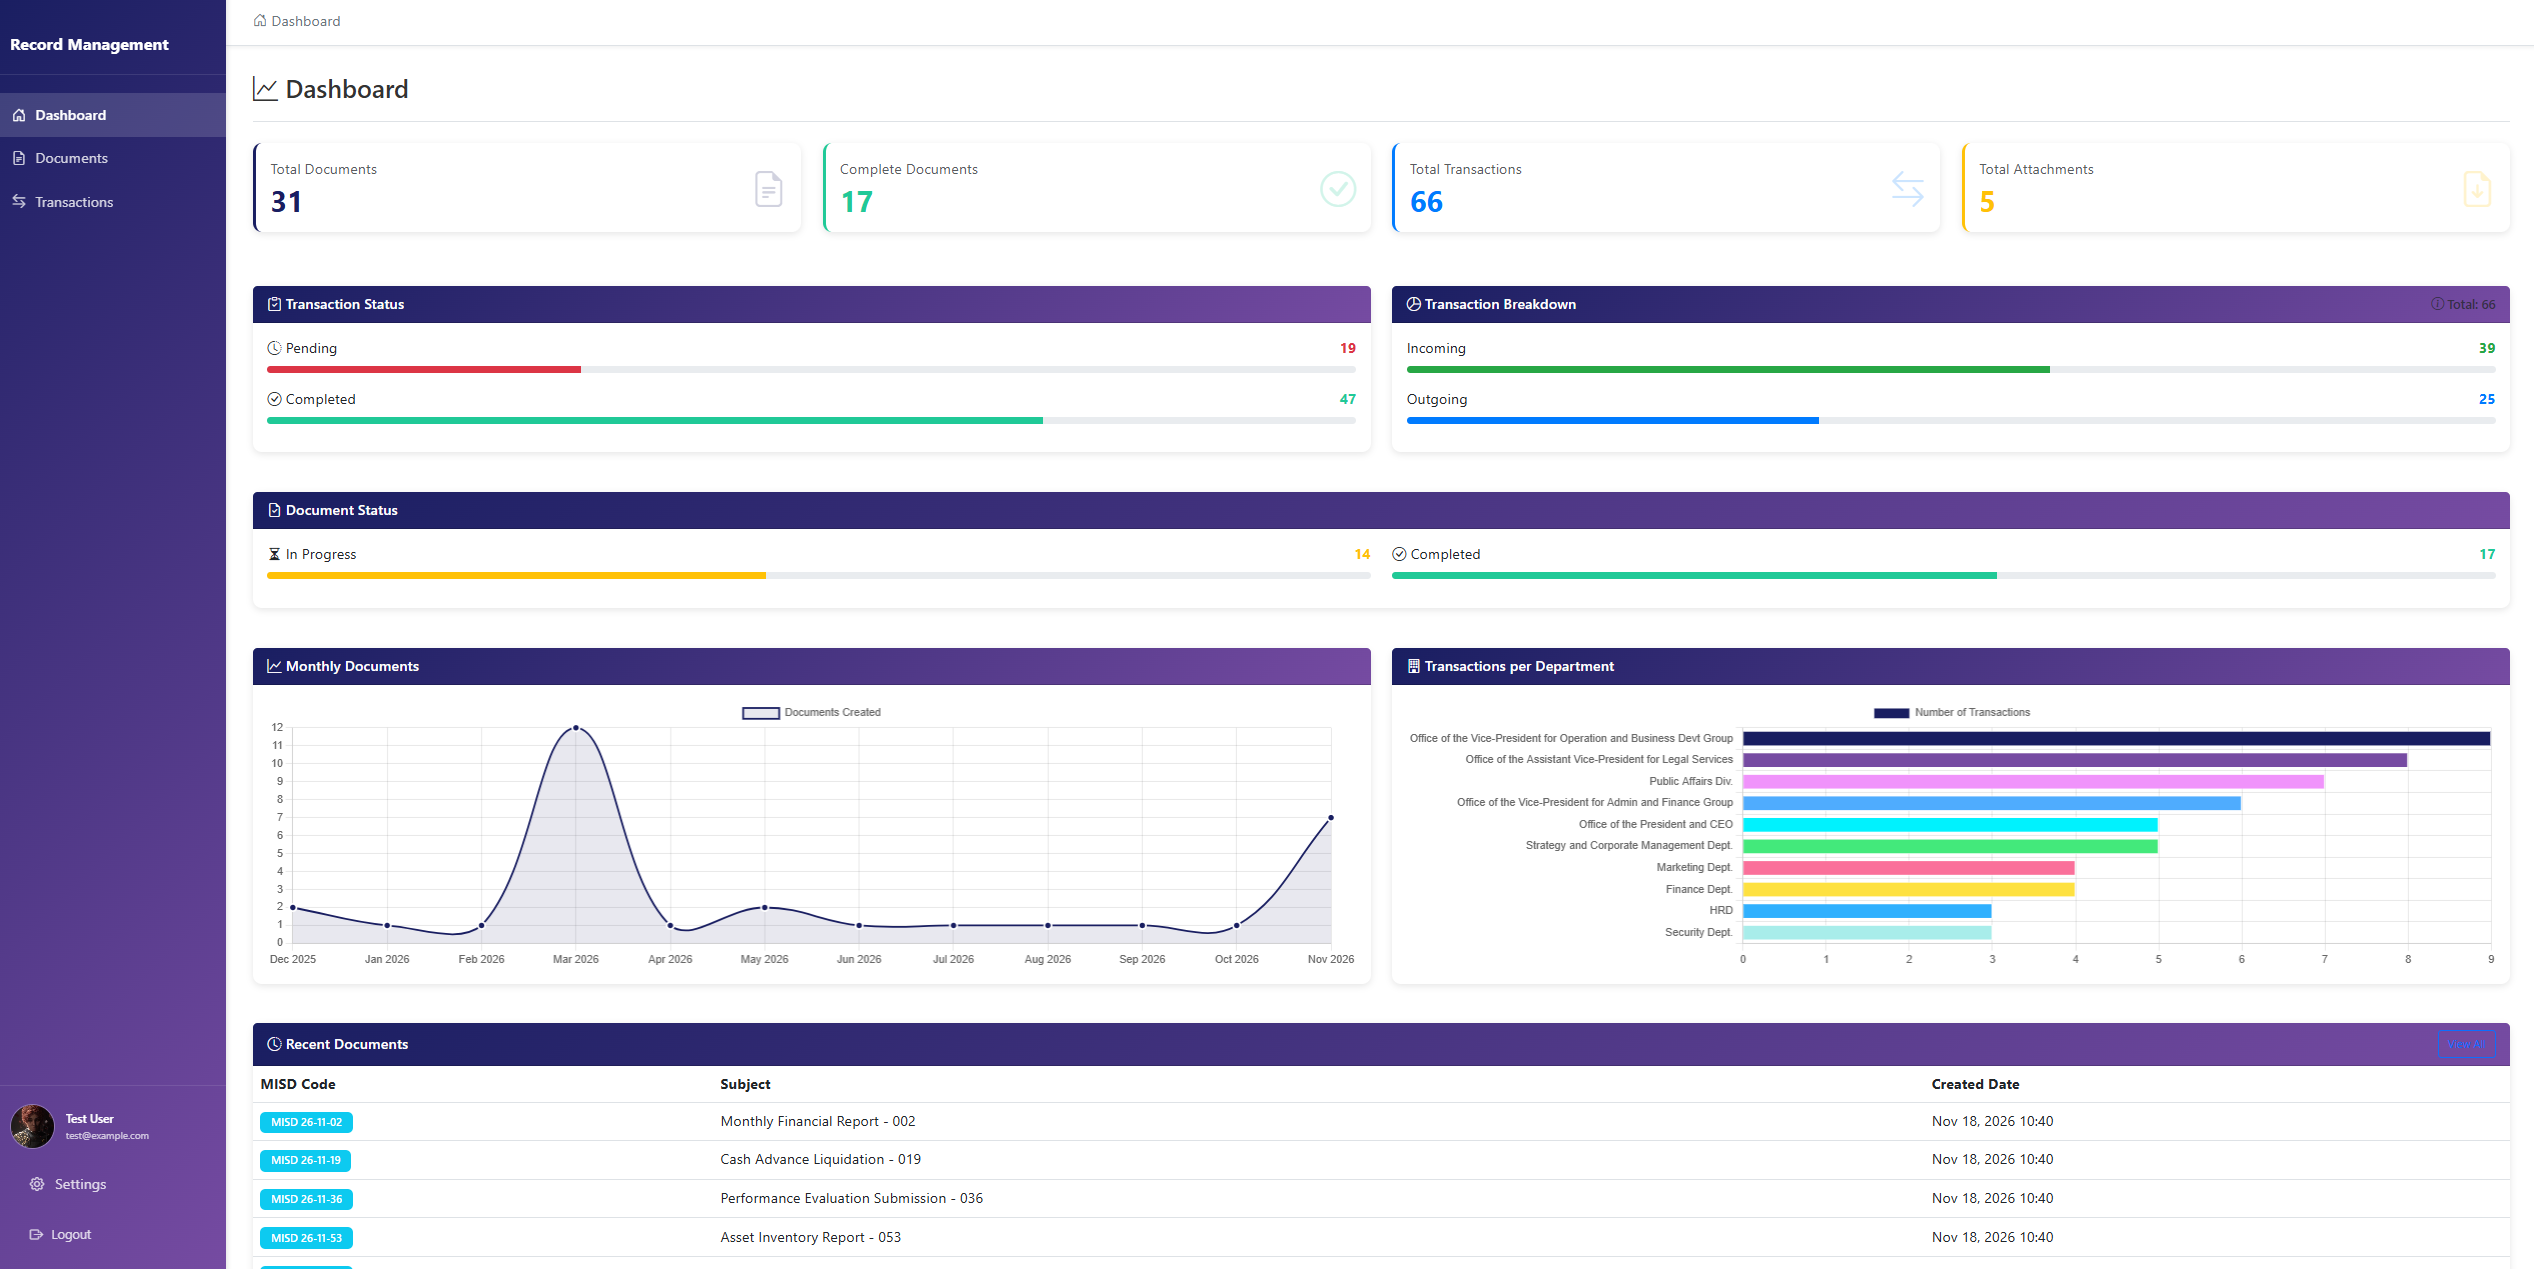 Record Management
Dashboard
Documents
Transactions
Test User
test@example.com
Settings
Logout
Dashboard
Dashboard
Total Documents
31
Complete Documents
17
Total Transactions
66
Total Attachments
5
Transaction Status
Pending 19
Completed 47
Transaction Breakdown Total: 66
Incoming 39
Outgoing 25
Document Status
In Progress 14
Completed 17
Monthly Documents
Documents Created
12
11
10
9
8
7
6
5
4
3
2
1
0
Dec 2025 Jan 2026 Feb 2026 Mar 2026 Apr 2026 May 2026 Jun 2026 Jul 2026 Aug 2026 Sep 2026 Oct 2026 Nov 2026
Transactions per Department
Number of Transactions
Office of the Vice-President for Operation and Business Devt Group
Office of the Assistant Vice-President for Legal Services
Public Affairs Div.
Office of the Vice-President for Admin and Finance Group
Office of the President and CEO
Strategy and Corporate Management Dept.
Marketing Dept.
Finance Dept.
HRD
Security Dept.
0 1 2 3 4 5 6 7 8 9
Recent Documents View All
MISD Code Subject Created Date
MISD 26-11-02 Monthly Financial Report - 002 Nov 18, 2026 10:40
MISD 26-11-19 Cash Advance Liquidation - 019 Nov 18, 2026 10:40
MISD 26-11-36 Performance Evaluation Submission - 036 Nov 18, 2026 10:40
MISD 26-11-53 Asset Inventory Report - 053 Nov 18, 2026 10:40